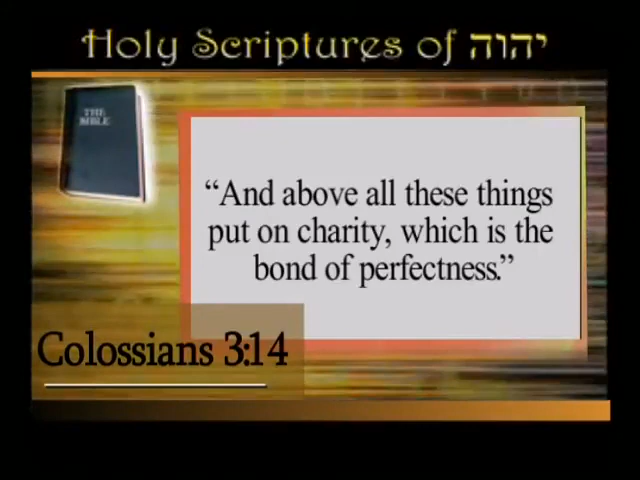 Holy Scriptures of יהוה
THE
BIBLE
“And above all these things
put on charity, which is the
bond of perfectness.”
Colossians 3:14